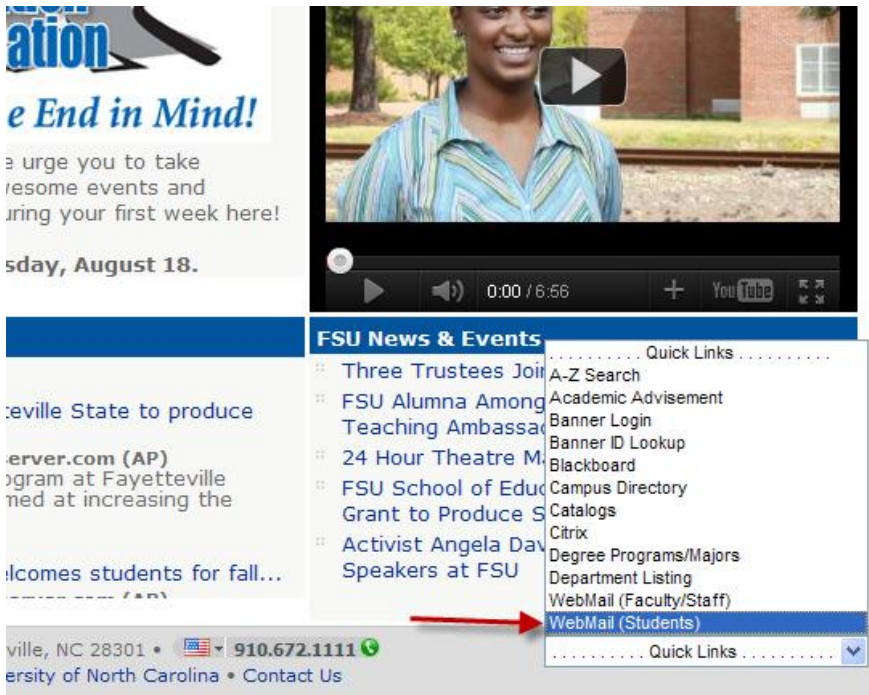 ation
e End in Mind!
e urge you to take
wesome events and
uring your first week here!
sday, August 18.
0:00 / 6:56
You Tube
FSU News & Events
Three Trustees Joi
FSU Alumna Among
Teaching Ambassa
24 Hour Theatre Ma
FSU School of Educ
Grant to Produce S
Activist Angela Dav
Speakers at FSU
teville State to produce
erver.com (AP)
ogram at Fayetteville
med at increasing the
elcomes students for fall...
. . . . . . . . . . Quick Links . . . . . . . . . .
A-Z Search
Academic Advisement
Banner Login
Banner ID Lookup
Blackboard
Campus Directory
Catalogs
Citrix
Degree Programs/Majors
Department Listing
WebMail (Faculty/Staff)
WebMail (Students)
. . . . . . . . . . Quick Links . . . . . . . . . .
ville, NC 28301 • 910.672.1111
ersity of North Carolina • Contact Us